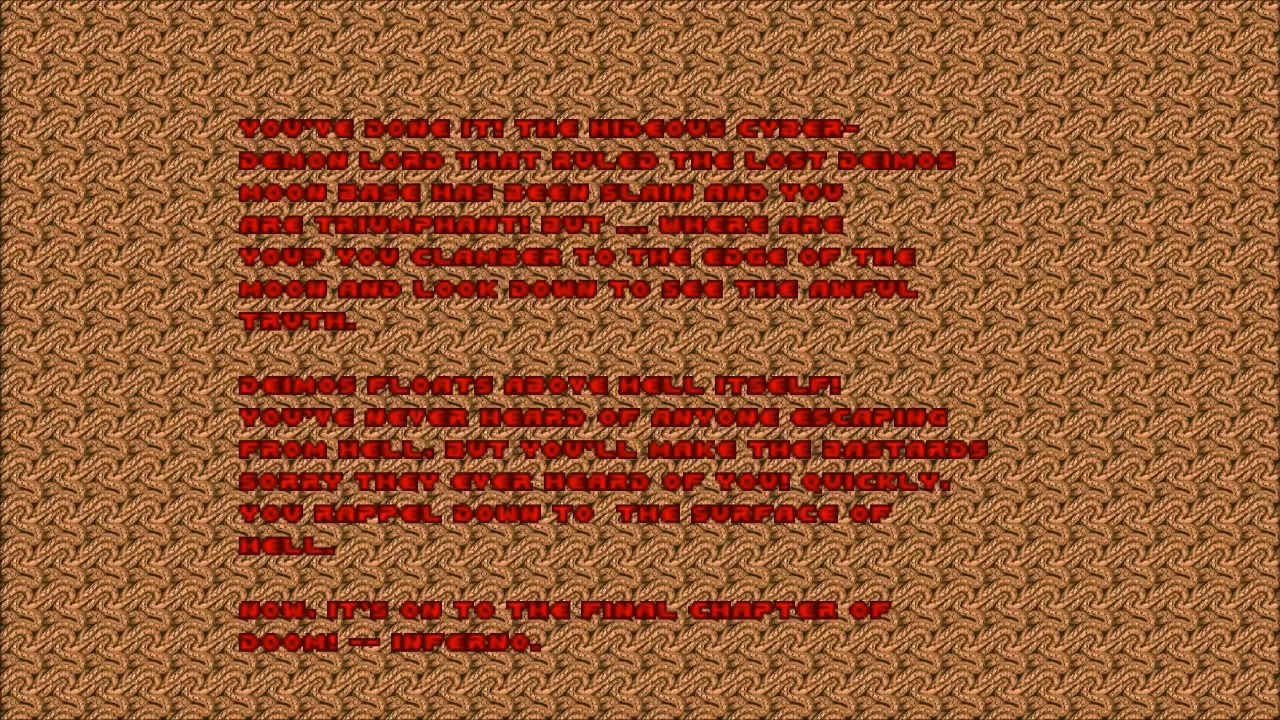 YOU'VE DONE IT! THE HIDEOUS CYBER-
DEMON LORD THAT RULED THE LOST DEIMOS
MOON BASE HAS BEEN SLAIN AND YOU
ARE TRIUMPHANT! BUT ... WHERE ARE
YOU? YOU CLAMBER TO THE EDGE OF THE
MOON AND LOOK DOWN TO SEE THE AWFUL
TRUTH.

DEIMOS FLOATS ABOVE HELL ITSELF!
YOU'VE NEVER HEARD OF ANYONE ESCAPING
FROM HELL, BUT YOU'LL MAKE THE BASTARDS
SORRY THEY EVER HEARD OF YOU! QUICKLY,
YOU RAPPEL DOWN TO  THE SURFACE OF
HELL.

NOW, IT'S ON TO THE FINAL CHAPTER OF
DOOM! -- INFERNO.